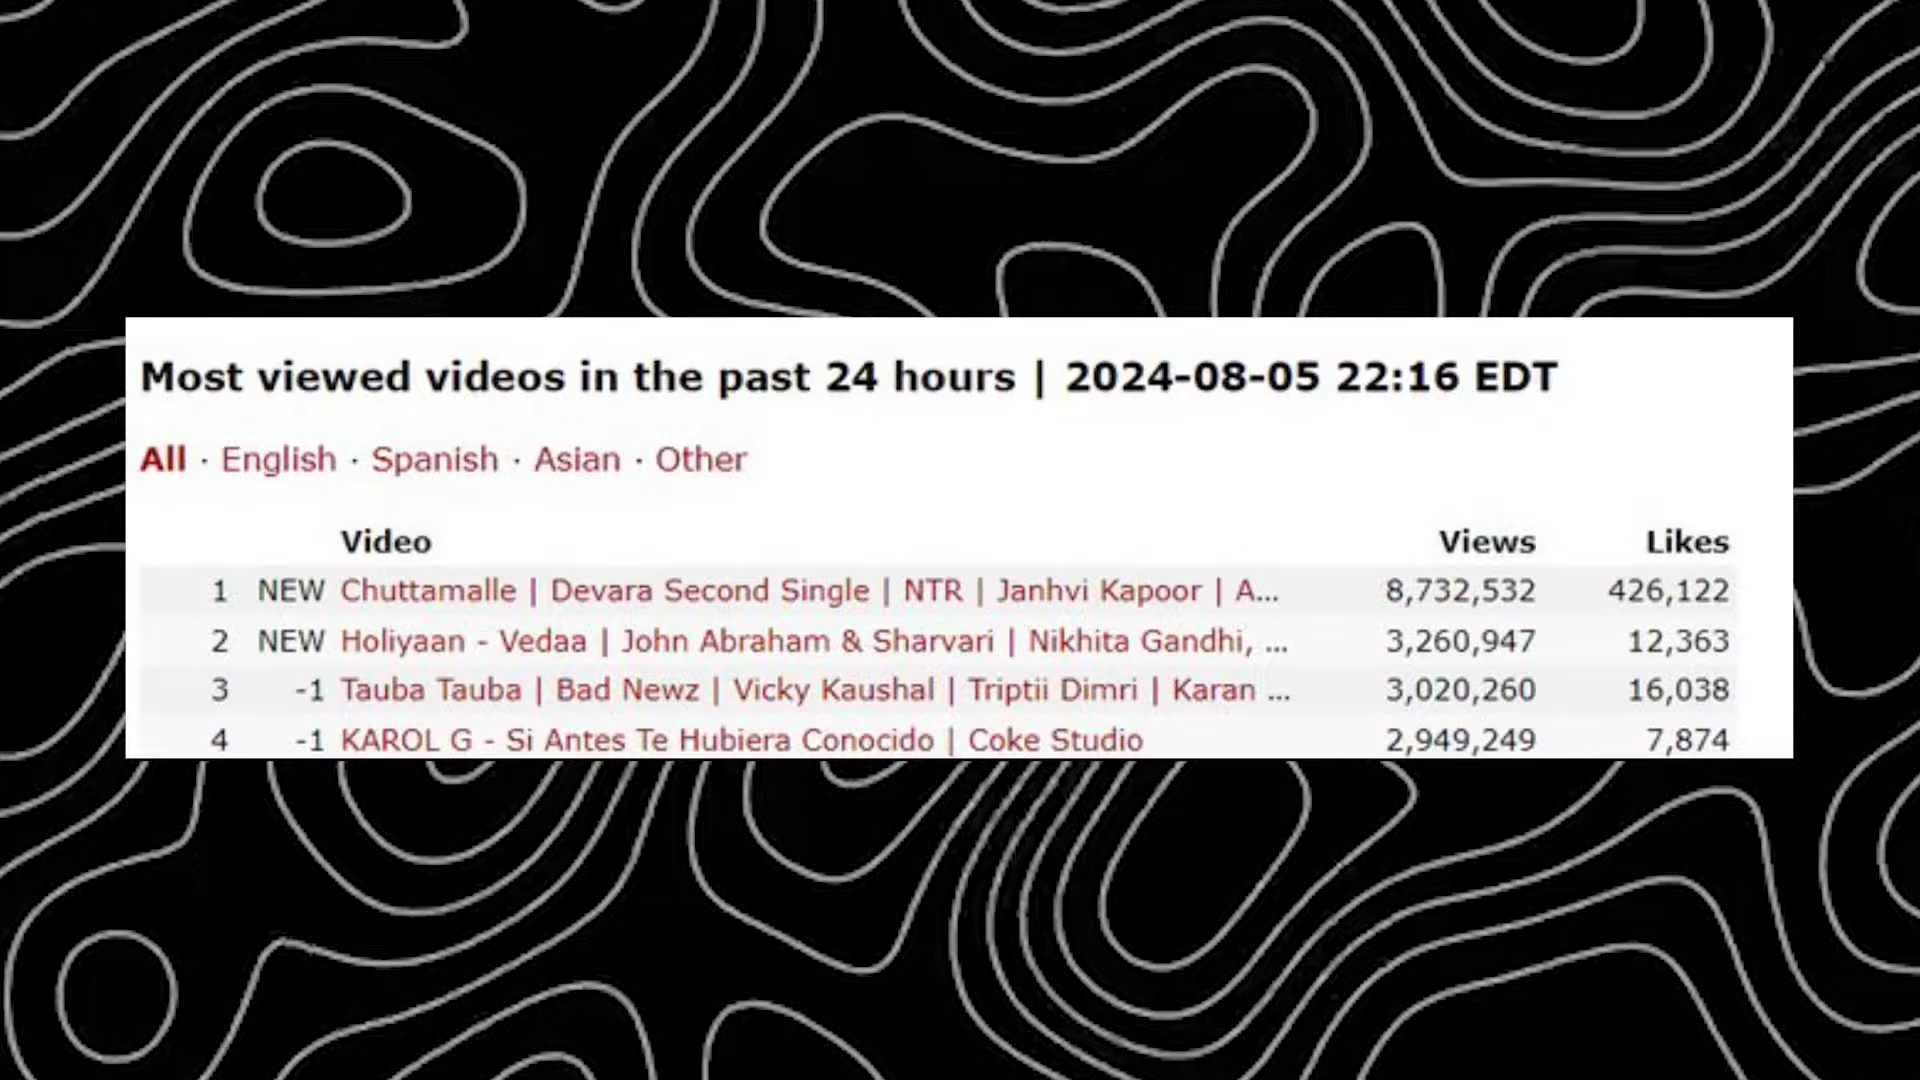 Most viewed videos in the past 24 hours | 2024-08-05 22:16 EDT
All · English · Spanish · Asian · Other
Video Views Likes
1 NEW Chuttamalle | Devara Second Single | NTR | Janhvi Kapoor | A... 8,732,532 426,122
2 NEW Holiyaan - Vedaa | John Abraham & Sharvari | Nikhita Gandhi, ... 3,260,947 12,363
3 -1 Tauba Tauba | Bad Newz | Vicky Kaushal | Triptii Dimri | Karan ... 3,020,260 16,038
4 -1 KAROL G - Si Antes Te Hubiera Conocido | Coke Studio 2,949,249 7,874